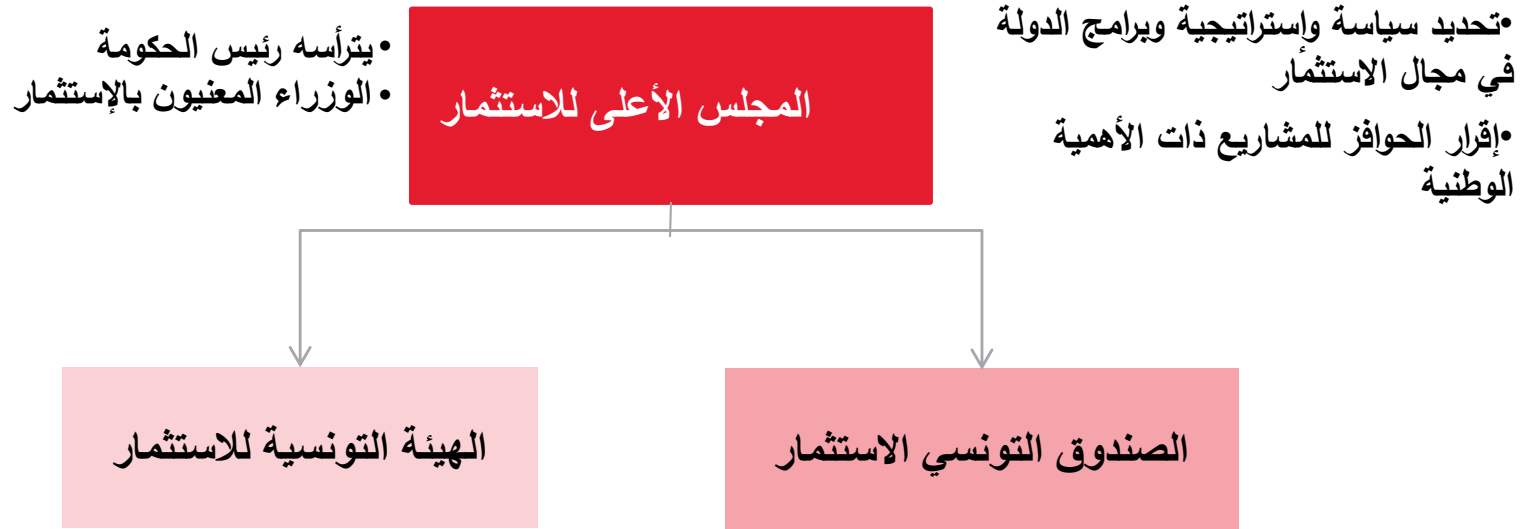 •تحديد سياسة واستراتيجية وبرامج الدولة
في مجال الاستثمار
•إقرار الحوافز للمشاريع ذات الأهمية
الوطنية
المجلس الأعلى للاستثمار
•يترأسه رئيس الحكومة
•الوزراء المعنيون بالإستثمار
الصندوق التونسي الاستثمار
الهيئة التونسية للاستثمار